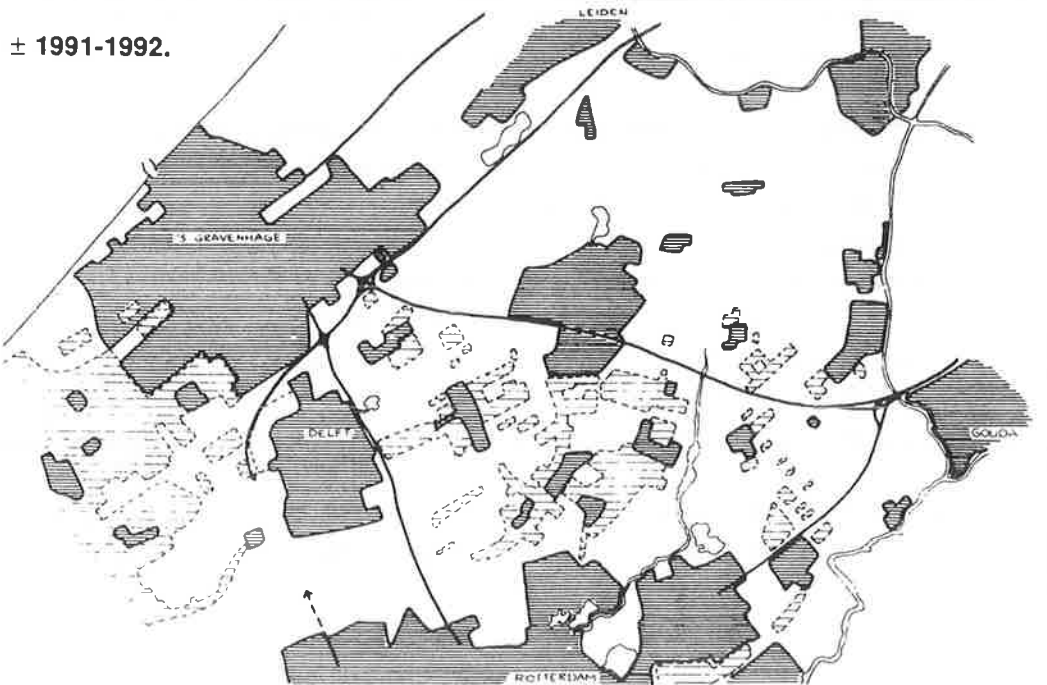 LEIDEN
± 1991-1992.
'S GRAVENHAGE
DELFT
GOUDA
ROTTERDAM